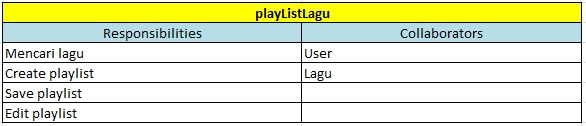 playListLagu
Responsibilities Collaborators
Mencari lagu User
Create playlist Lagu
Save playlist
Edit playlist